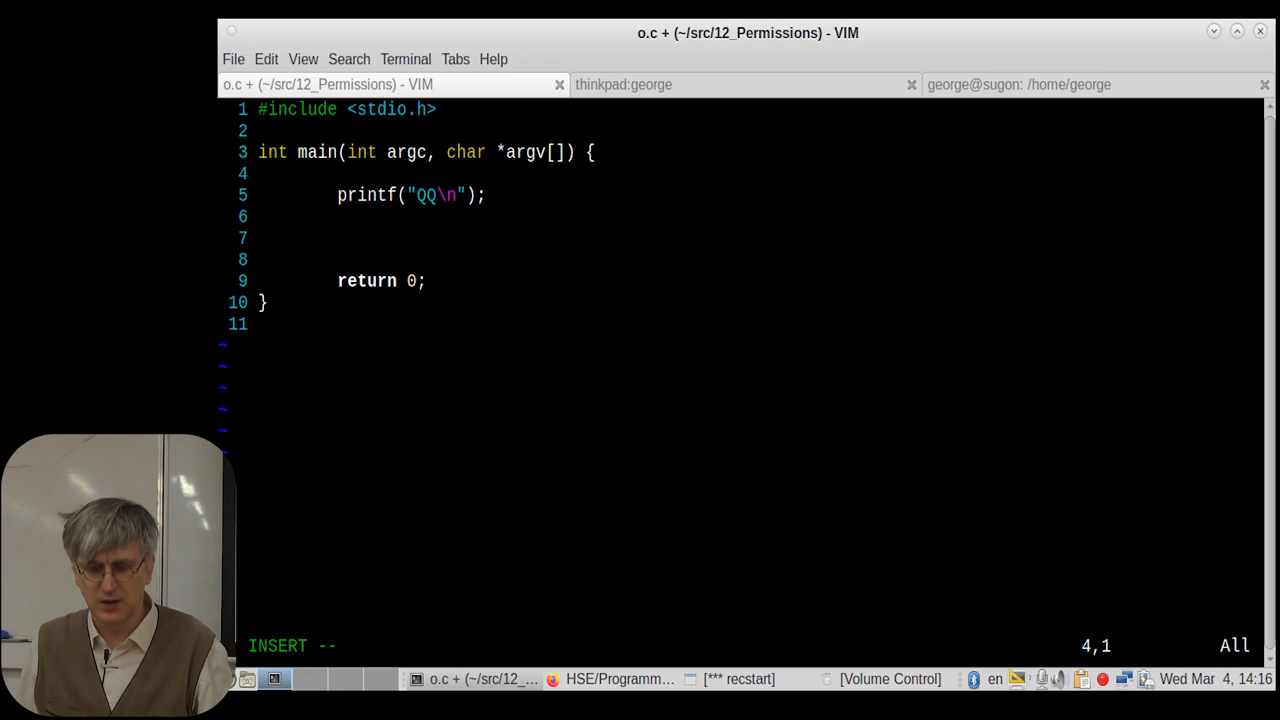 o.c + (~/src/12_Permissions) - VIM
File Edit View Search Terminal Tabs Help
o.c + (~/src/12_Permissions) - VIM thinkpad:george george@sugon: /home/george
1 #include <stdio.h>
2
3 int main(int argc, char *argv[]) {
4
5 printf("QQ\n");
6
7
8
9 return 0;
10 }
11
~
~
~
~
~
~
INSERT -- 4,1 All
o.c + (~/src/12_... HSE/Programm... [*** recstart] [Volume Control] en Wed Mar 4, 14:16